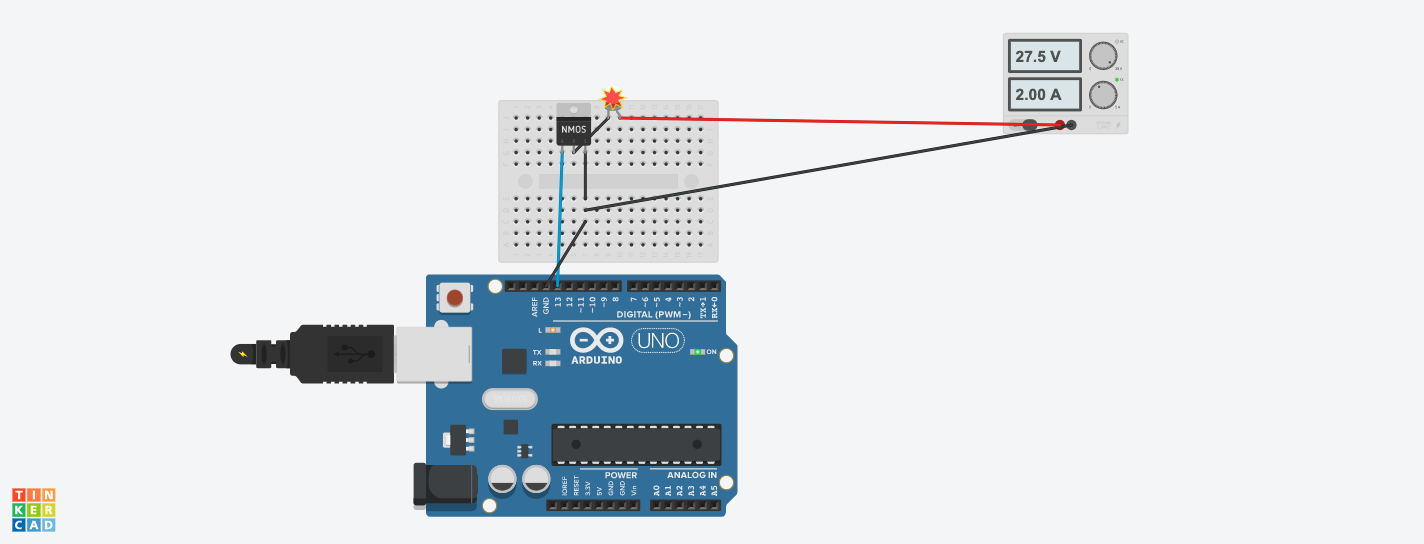 27.5 V
2.00 A
NMOS
AREF
GND
13
12
~11
~10
~9
8
7
~6
~5
4
~3
2
TX→1
RX←0
DIGITAL (PWM~)
L
TX
RX
UNO
ARDUINO
ON
POWER
ANALOG IN
IOREF
RESET
3.3V
5V
GND
GND
Vin
A0
A1
A2
A3
A4
A5
TIN
KER
CAD